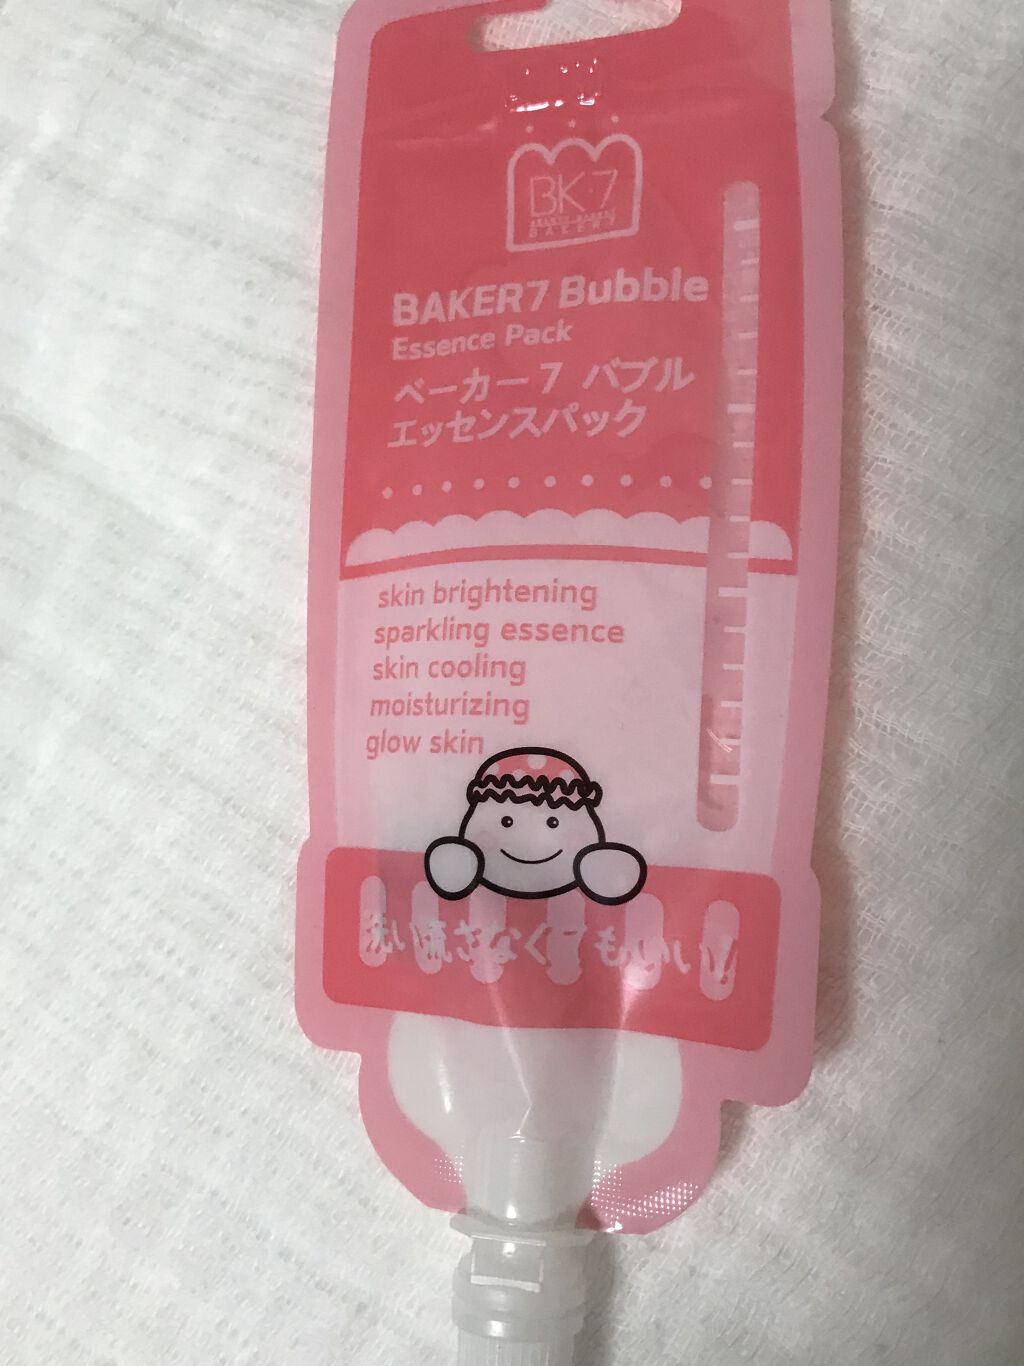 BK·7
BAKERY
BAKER7 Bubble
Essence Pack
ベーカー7 バブル
エッセンスパック
skin brightening
sparkling essence
skin cooling
moisturizing
glow skin
洗い流さなくてもいい!